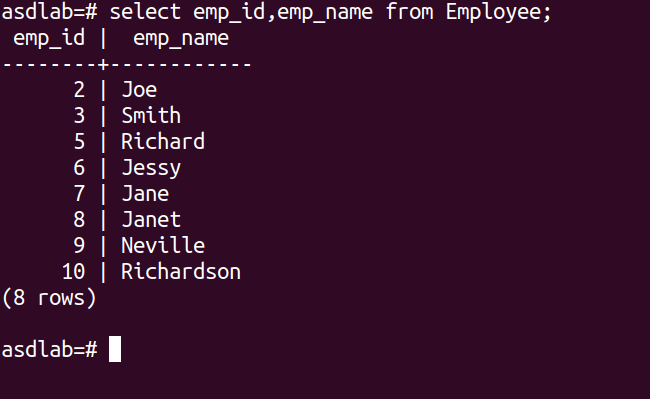 asdlab=# select emp_id,emp_name from Employee;
 emp_id |  emp_name
--------+------------
      2 | Joe
      3 | Smith
      5 | Richard
      6 | Jessy
      7 | Jane
      8 | Janet
      9 | Neville
     10 | Richardson
(8 rows)

asdlab=#